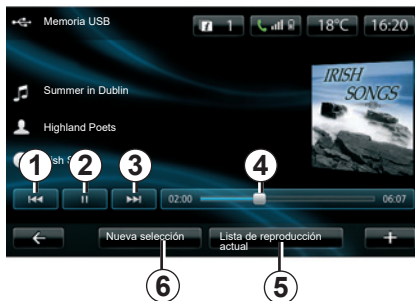 Memoria USB
1
18°C
16:20
IRISH
SONGS
Summer in Dublin
Highland Poets
1
2
3
4
02:00
06:07
Nueva selección
Lista de reproducción
actual
+
6
5